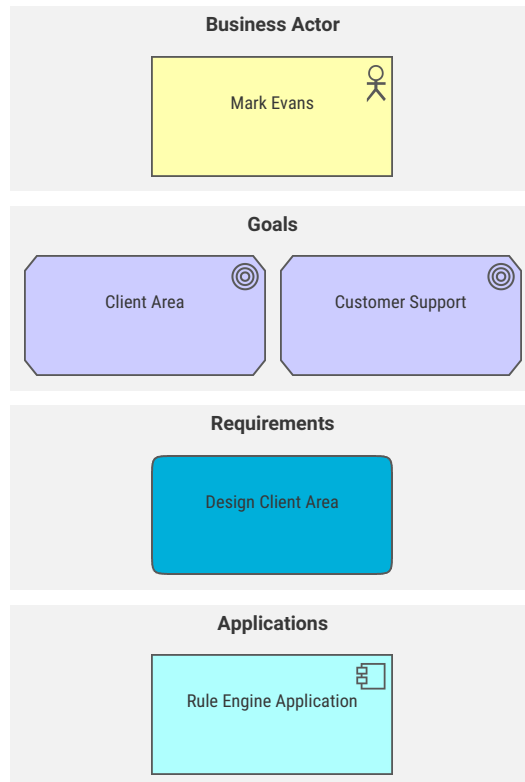 Business Actor
Mark Evans
Goals
Client Area
Customer Support
Requirements
Design Client Area
Applications
Rule Engine Application